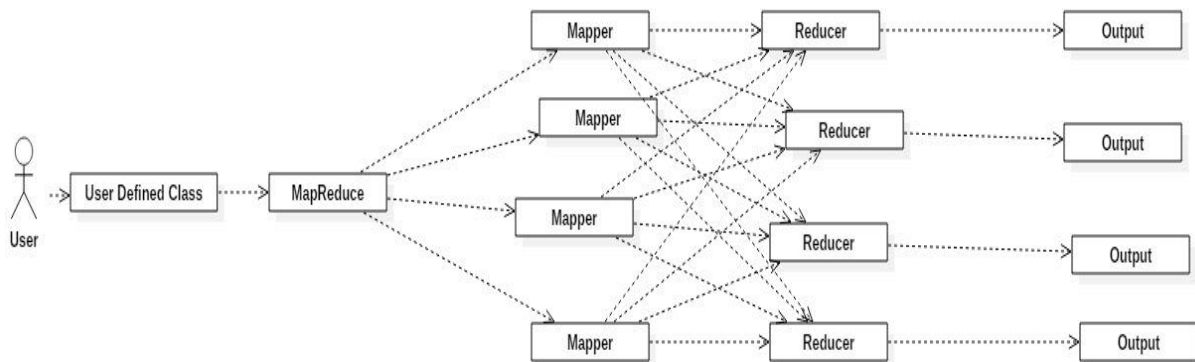 Mapper
Reducer
Output
Mapper
Reducer
Output
User Defined Class
MapReduce
Mapper
User
Reducer
Output
Mapper
Reducer
Output